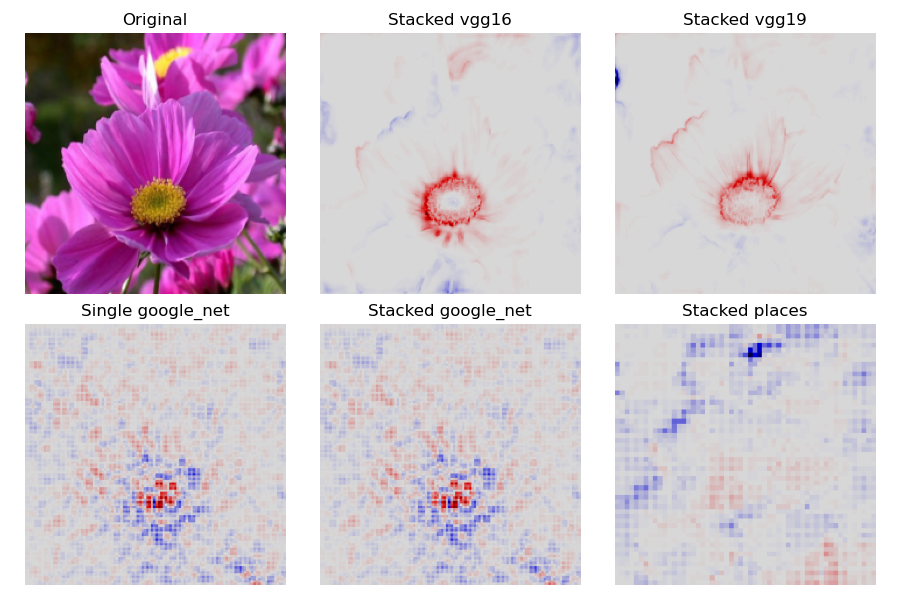 Original
Stacked vgg16
Stacked vgg19
Single google_net
Stacked google_net
Stacked places